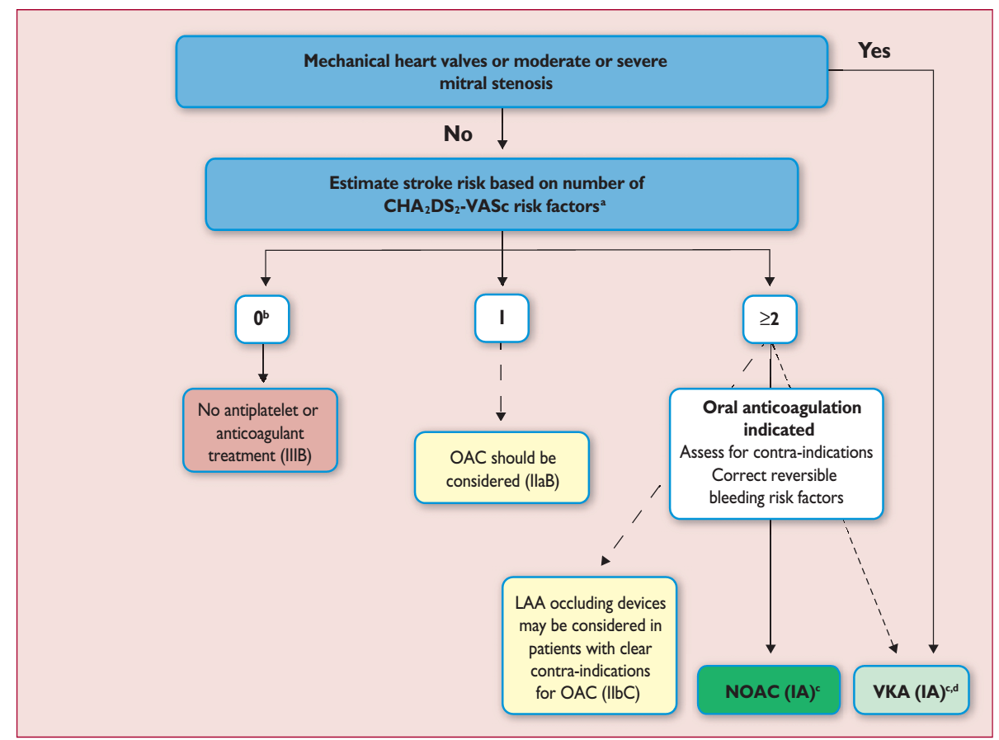 Mechanical heart valves or moderate or severe
mitral stenosis
Yes
No
Estimate stroke risk based on number of
CHA₂DS₂-VASc risk factorsᵃ
0ᵇ
1
≥2
No antiplatelet or
anticoagulant
treatment (IIIB)
OAC should be
considered (IIaB)
Oral anticoagulation
indicated
Assess for contra-indications
Correct reversible
bleeding risk factors
LAA occluding devices
may be considered in
patients with clear
contra-indications
for OAC (IIbC)
NOAC (IA)ᶜ
VKA (IA)ᶜ,ᵈ